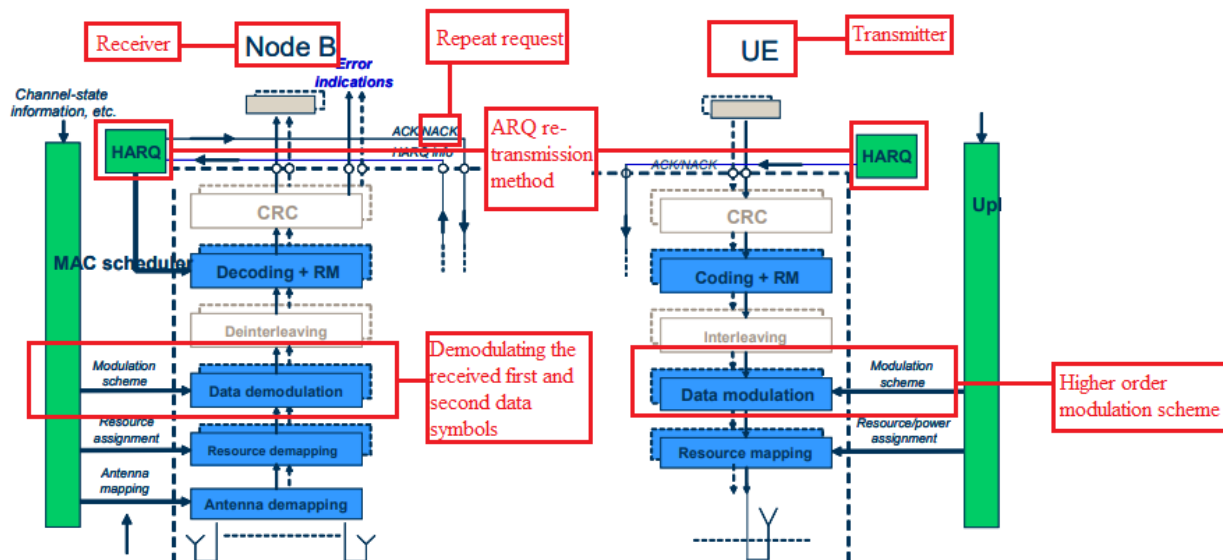 Receiver
Node B
Repeat request
UE
Transmitter
Error
indications
Channel-state
information, etc.
HARQ
ACK/NACK
HARQ info
ARQ re-
transmission
method
ACK/NACK
HARQ
CRC
CRC
Upl
MAC scheduler
Decoding + RM
Coding + RM
Deinterleaving
Interleaving
Modulation
scheme
Data demodulation
Demodulating the
received first and
second data
symbols
Data modulation
Modulation
scheme
Higher order
modulation scheme
Resource
assignment
Resource demapping
Resource mapping
Resource/power
assignment
Antenna
mapping
Antenna demapping